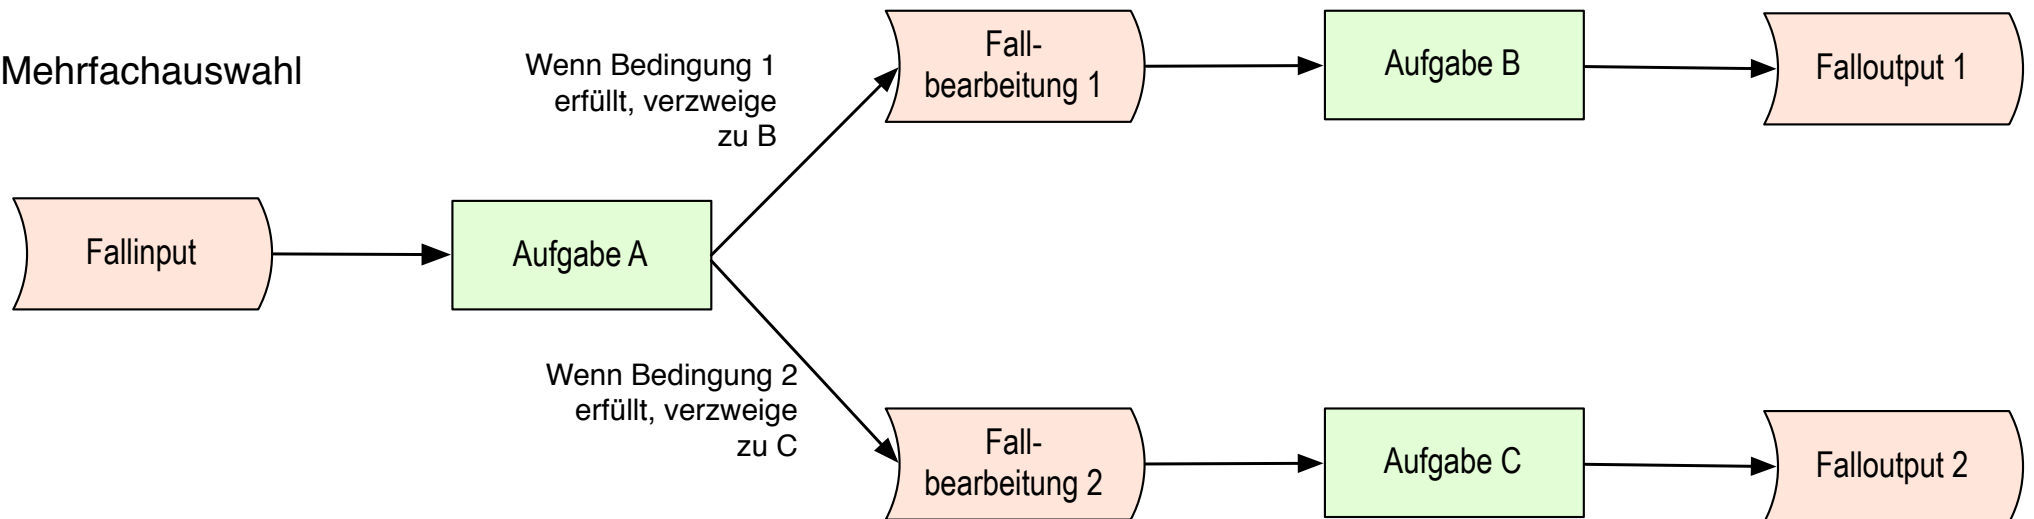 Mehrfachauswahl
Wenn Bedingung 1
erfüllt, verzweige
zu B
Fall-
bearbeitung 1
Aufgabe B
Falloutput 1
Fallinput
Aufgabe A
Wenn Bedingung 2
erfüllt, verzweige
zu C
Fall-
bearbeitung 2
Aufgabe C
Falloutput 2